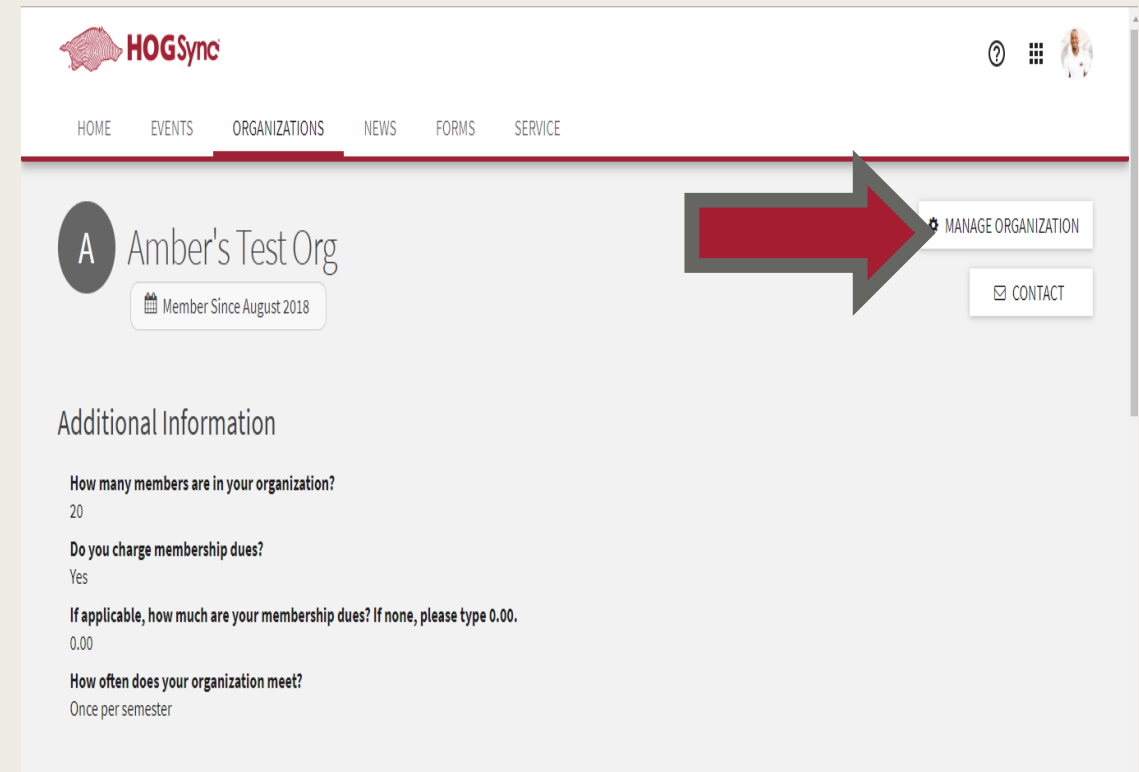 HOGSync
HOME EVENTS ORGANIZATIONS NEWS FORMS SERVICE
A
Amber's Test Org
MANAGE ORGANIZATION
Member Since August 2018
CONTACT
Additional Information
How many members are in your organization?
20
Do you charge membership dues?
Yes
If applicable, how much are your membership dues? If none, please type 0.00.
0.00
How often does your organization meet?
Once per semester